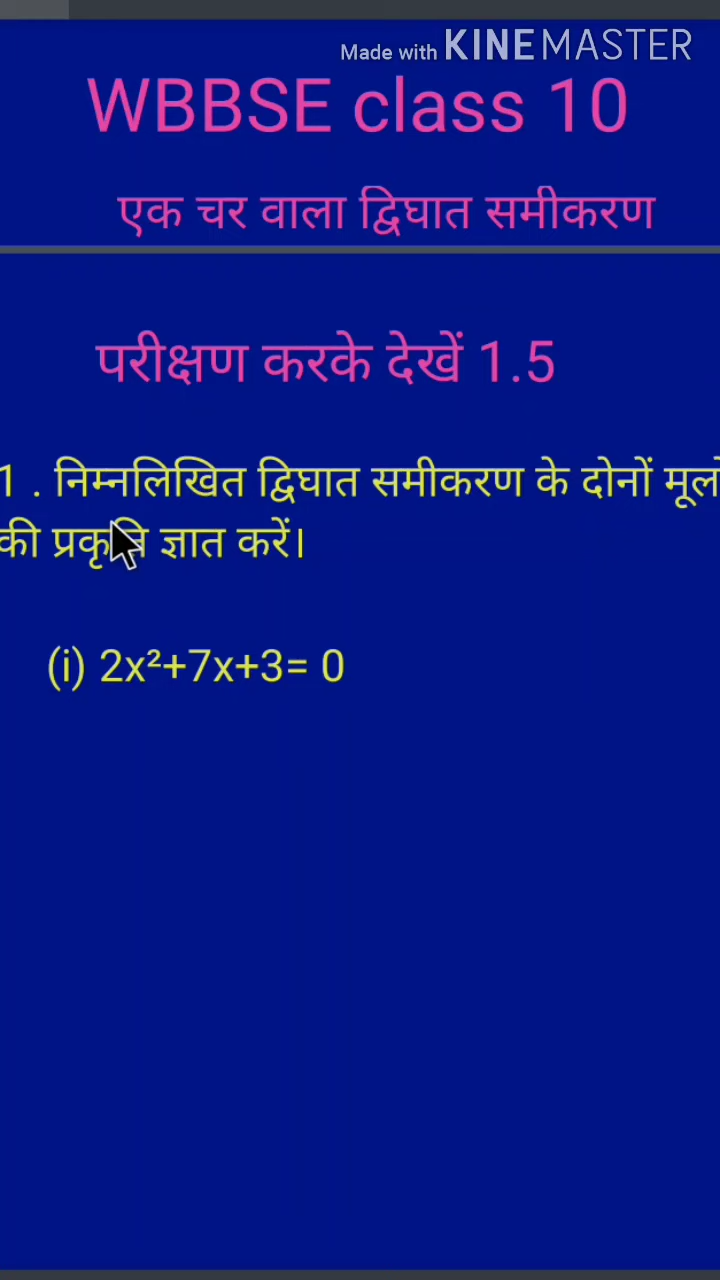 Made with KINEMASTER
WBBSE class 10
एक चर वाला द्विघात समीकरण
परीक्षण करके देखें 1.5
1 . निम्नलिखित द्विघात समीकरण के दोनों
की ज्ञात करें।
(i) 2x²+7x+3= 0